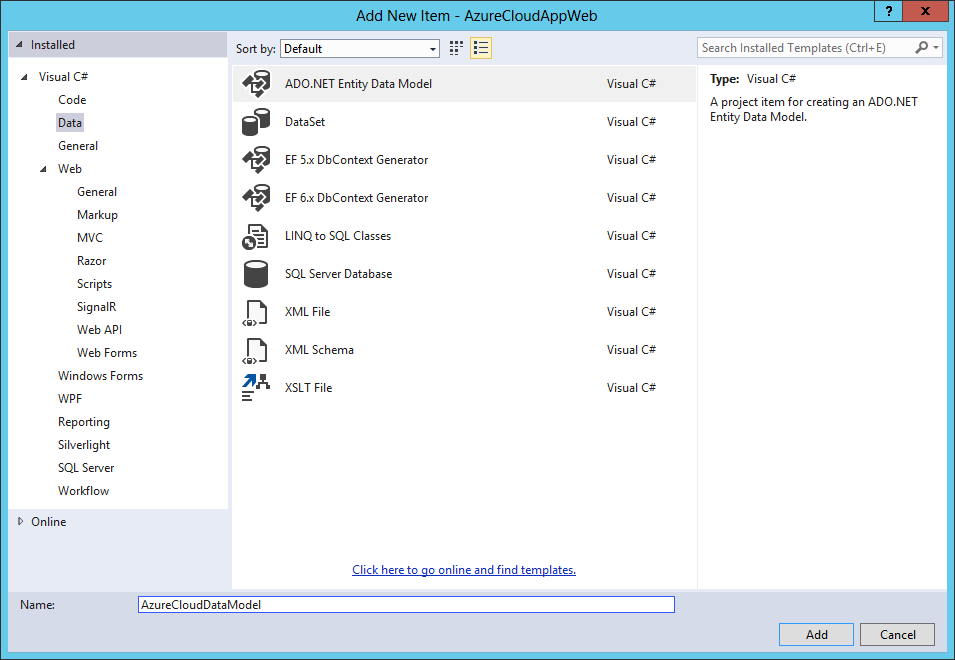 Add New Item - AzureCloudAppWeb
?
x
Installed
Sort by: Default
Search Installed Templates (Ctrl+E)
Visual C#
Code
Data
General
Web
General
Markup
MVC
Razor
Scripts
SignalR
Web API
Web Forms
Windows Forms
WPF
Reporting
Silverlight
SQL Server
Workflow
Online
ADO.NET Entity Data Model Visual C#
DataSet Visual C#
EF 5.x DbContext Generator Visual C#
EF 6.x DbContext Generator Visual C#
LINQ to SQL Classes Visual C#
SQL Server Database Visual C#
XML File Visual C#
XML Schema Visual C#
XSLT File Visual C#
Click here to go online and find templates.
Type: Visual C#
A project item for creating an ADO.NET
Entity Data Model.
Name: AzureCloudDataModel
Add
Cancel